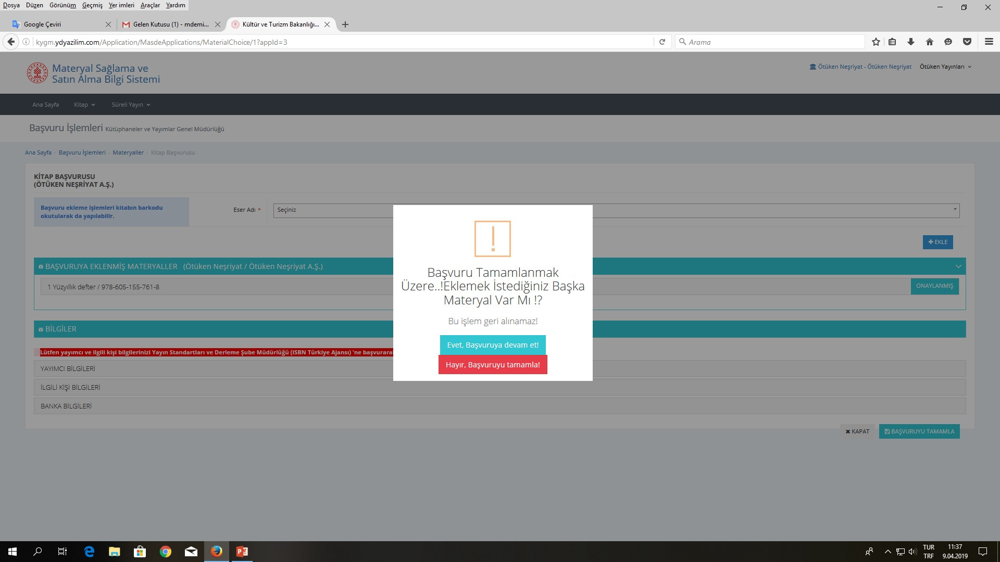 Dosya Düzen Görünüm Geçmiş Yer imleri Araçlar Yardım
Google Çeviri
Gelen Kutusu (1) - mdemi...
Kültür ve Turizm Bakanlığı...
kygm.ydyazilim.com/Application/MasdeApplications/MaterialChoice/1?appId=3
Arama
Materyal Sağlama ve
Satın Alma Bilgi Sistemi
Ötüken Neşriyat - Ötüken Neşriyat
Ötüken Yayınları
Ana Sayfa
Kitap
Süreli Yayın
Başvuru İşlemleri Kütüphaneler ve Yayımlar Genel Müdürlüğü
Ana Sayfa
Başvuru İşlemleri
Materyaller
Kitap Başvurusu
KİTAP BAŞVURUSU
(ÖTÜKEN NEŞRİYAT A.Ş.)
Başvuru ekleme işlemleri kitabın barkodu
okutularak da yapılabilir.
Eser Adı *
Seçiniz
EKLE
BAŞVURUYA EKLENMİŞ MATERYALLER (Ötüken Neşriyat / Ötüken Neşriyat A.Ş.)
1 Yüzyıllık defter / 978-605-155-761-8
ONAYLANMIŞ
BİLGİLER
Lütfen yayımcı ve ilgili kişi bilgilerinizi Yayın Standartları ve Derleme Şube Müdürlüğü (ISBN Türkiye Ajansı) 'ne
YAYIMCI BİLGİLERİ
İLGİLİ KİŞİ BİLGİLERİ
BANKA BİLGİLERİ
KAPAT
BAŞVURUYU TAMAMLA
!
Başvuru Tamamlanmak
Üzere..!Eklemek İstediğiniz Başka
Materyal Var Mı !?
Bu işlem geri alınamaz!
Evet, Başvuruya devam et!
Hayır, Başvuruyu tamamla!
TUR
TRF
11:37
9.04.2019